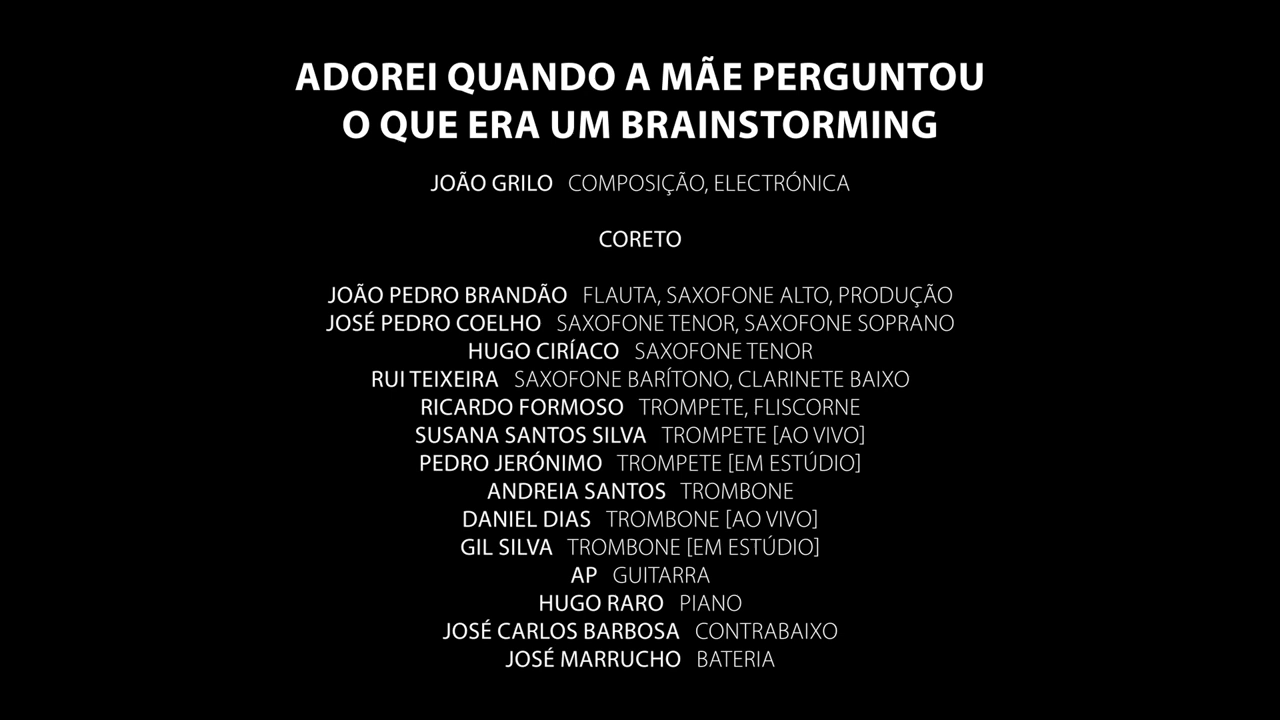 ADOREI QUANDO A MÃE PERGUNTOU
O QUE ERA UM BRAINSTORMING
JOÃO GRILO COMPOSIÇÃO, ELECTRÓNICA
CORETO
JOÃO PEDRO BRANDÃO FLAUTA, SAXOFONE ALTO, PRODUÇÃO
JOSÉ PEDRO COELHO SAXOFONE TENOR, SAXOFONE SOPRANO
HUGO CIRÍACO SAXOFONE TENOR
RUI TEIXEIRA SAXOFONE BARÍTONO, CLARINETE BAIXO
RICARDO FORMOSO TROMPETE, FLISCORNE
SUSANA SANTOS SILVA TROMPETE [AO VIVO]
PEDRO JERÓNIMO TROMPETE [EM ESTÚDIO]
ANDREIA SANTOS TROMBONE
DANIEL DIAS TROMBONE [AO VIVO]
GIL SILVA TROMBONE [EM ESTÚDIO]
AP GUITARRA
HUGO RARO PIANO
JOSÉ CARLOS BARBOSA CONTRABAIXO
JOSÉ MARRUCHO BATERIA